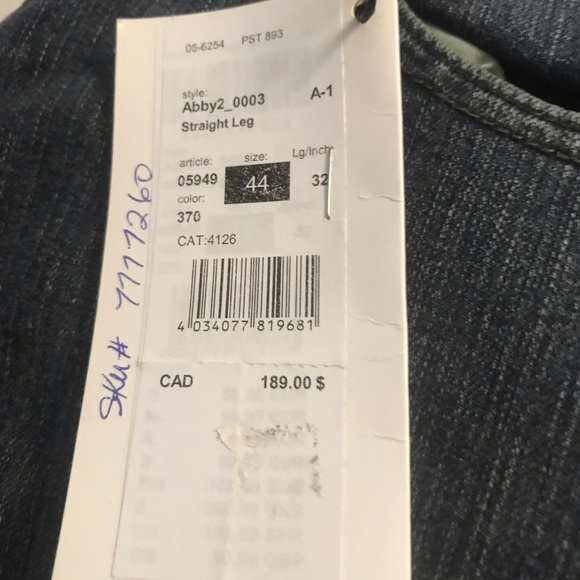 05-6254 PST 893
style:
Abby2_0003 A-1
Straight Leg
article: size: Lg/Inch:
05949 44 32
color:
370
CAT:4126
4 034077 819681
CAD 189.00 $
SKU# 7777260